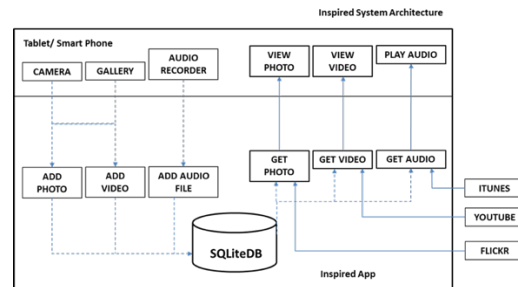 Inspired System Architecture
Tablet/ Smart Phone
CAMERA
GALLERY
AUDIO
RECORDER
VIEW
PHOTO
VIEW
VIDEO
PLAY AUDIO
ADD
PHOTO
ADD
VIDEO
ADD AUDIO
FILE
GET
PHOTO
GET VIDEO
GET AUDIO
ITUNES
YOUTUBE
FLICKR
SQLiteDB
Inspired App